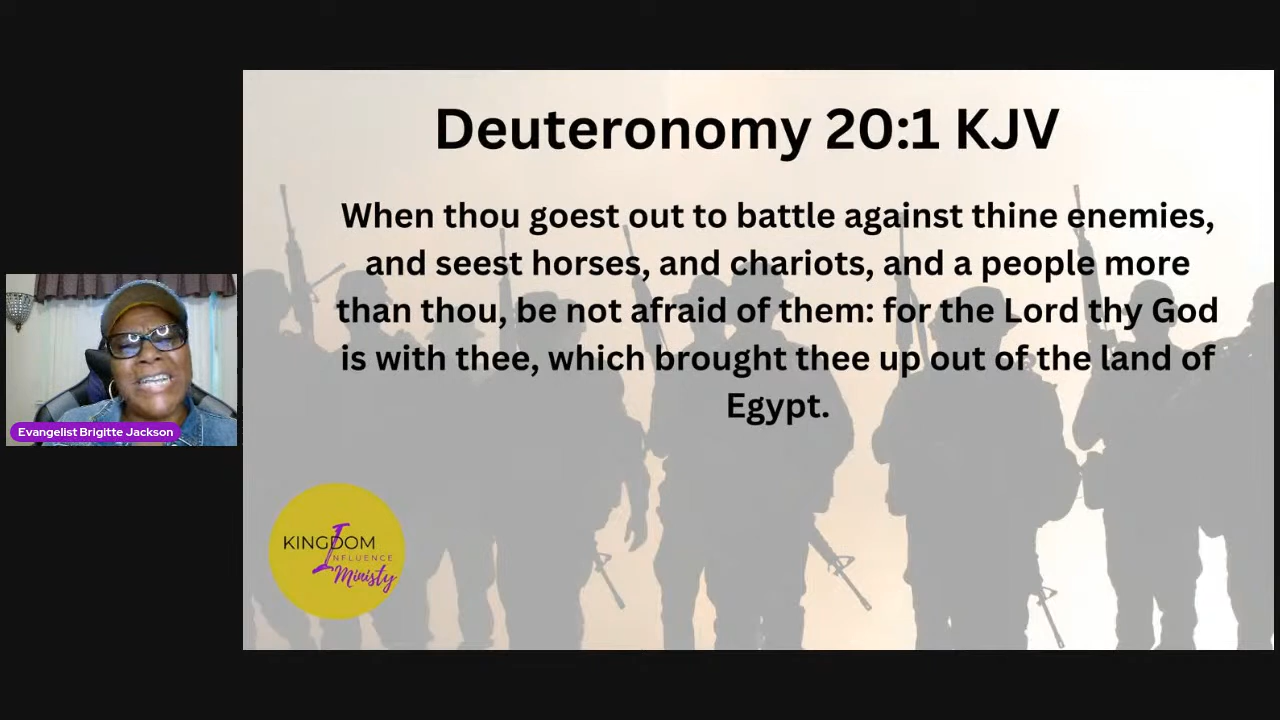 Deuteronomy 20:1 KJV
When thou goest out to battle against thine enemies,
and seest horses, and chariots, and a people more
than thou, be not afraid of them: for the Lord thy God
is with thee, which brought thee up out of the land of
Egypt.
Evangelist Brigitte Jackson
KINGDOM
INFLUENCE
Ministy